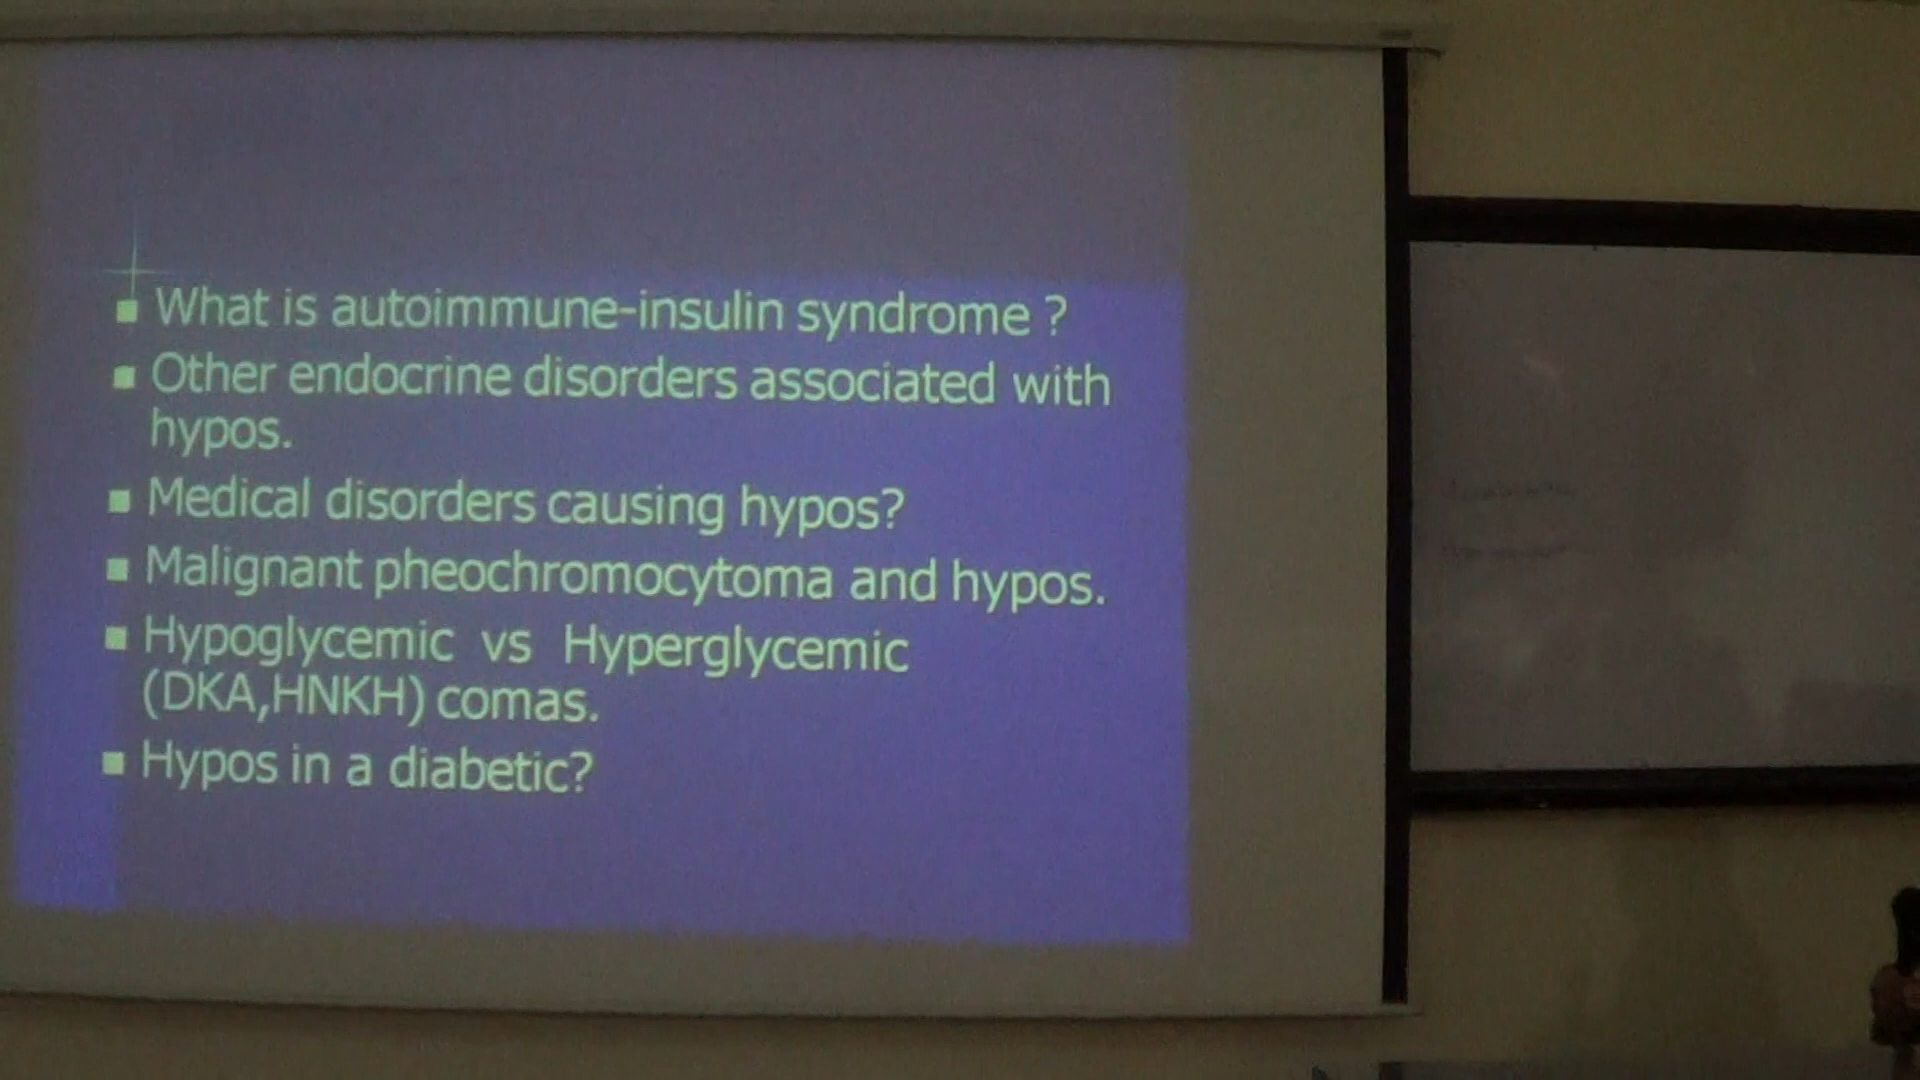 ▪ What is autoimmune-insulin syndrome ?
▪ Other endocrine disorders associated with
hypos.
▪ Medical disorders causing hypos?
▪ Malignant pheochromocytoma and hypos.
▪ Hypoglycemic vs Hyperglycemic
(DKA,HNKH) comas.
▪ Hypos in a diabetic?